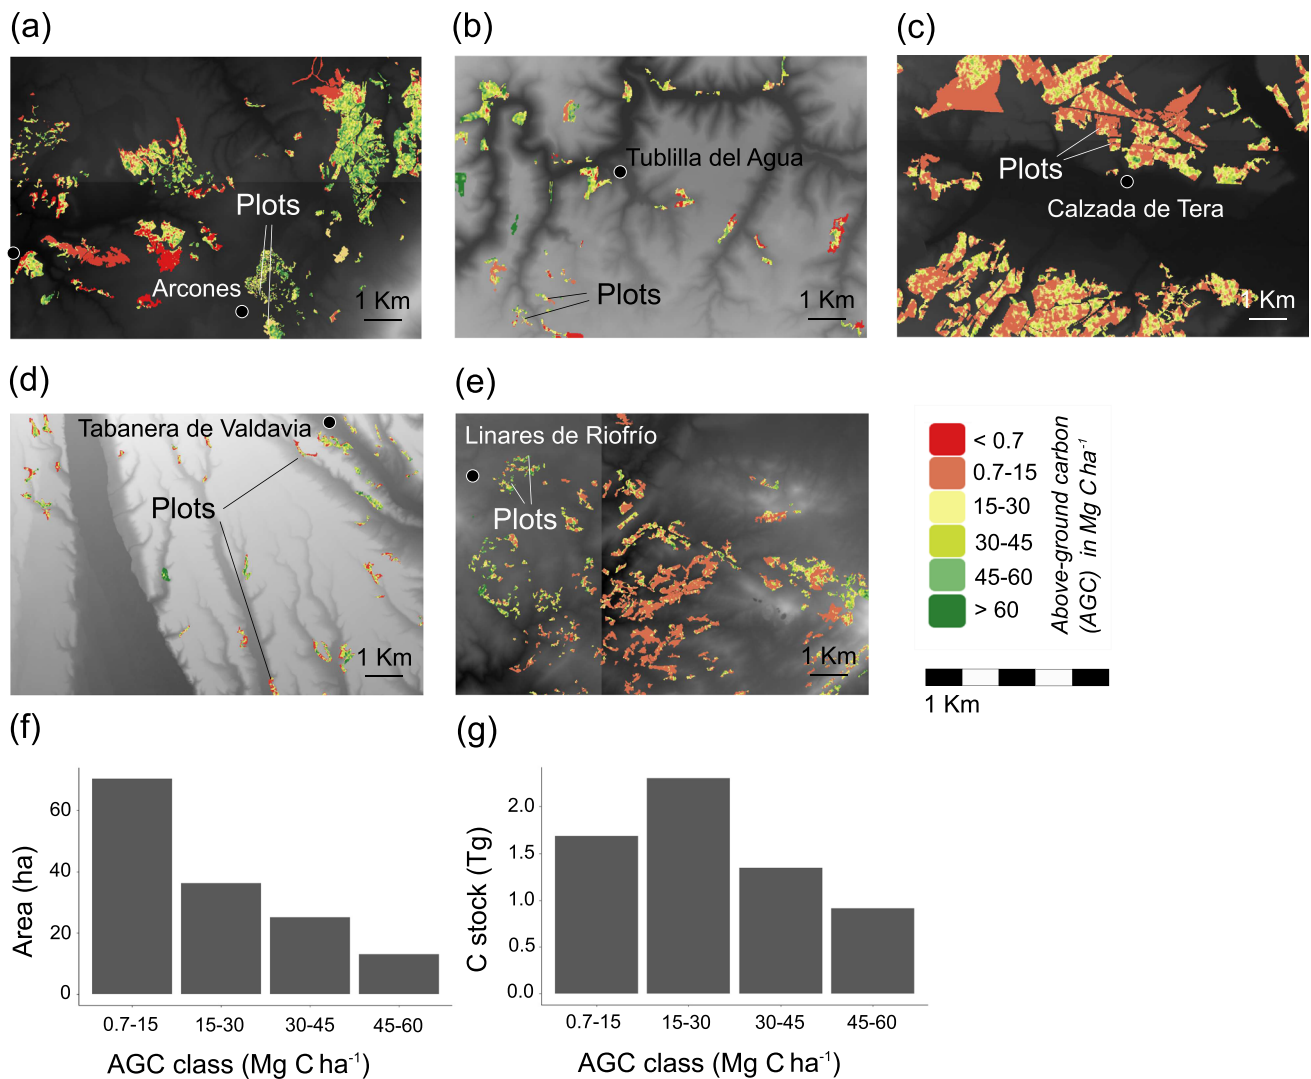 (a)
Plots
Arcones
1 Km
(b)
Tublilla del Agua
Plots
1 Km
(c)
Plots
Calzada de Tera
1 Km
(d)
Tabanera de Valdavia
Plots
1 Km
(e)
Linares de Riofrío
Plots
1 Km
< 0.7
0.7-15
15-30
30-45
45-60
> 60
Above-ground carbon
(AGC) in Mg C ha-1
1 Km
(f)
Area (ha)
60
40
20
0
0.7-15 15-30 30-45 45-60
AGC class (Mg C ha-1)
(g)
C stock (Tg)
2.0
1.5
1.0
0.5
0.0
0.7-15 15-30 30-45 45-60
AGC class (Mg C ha-1)